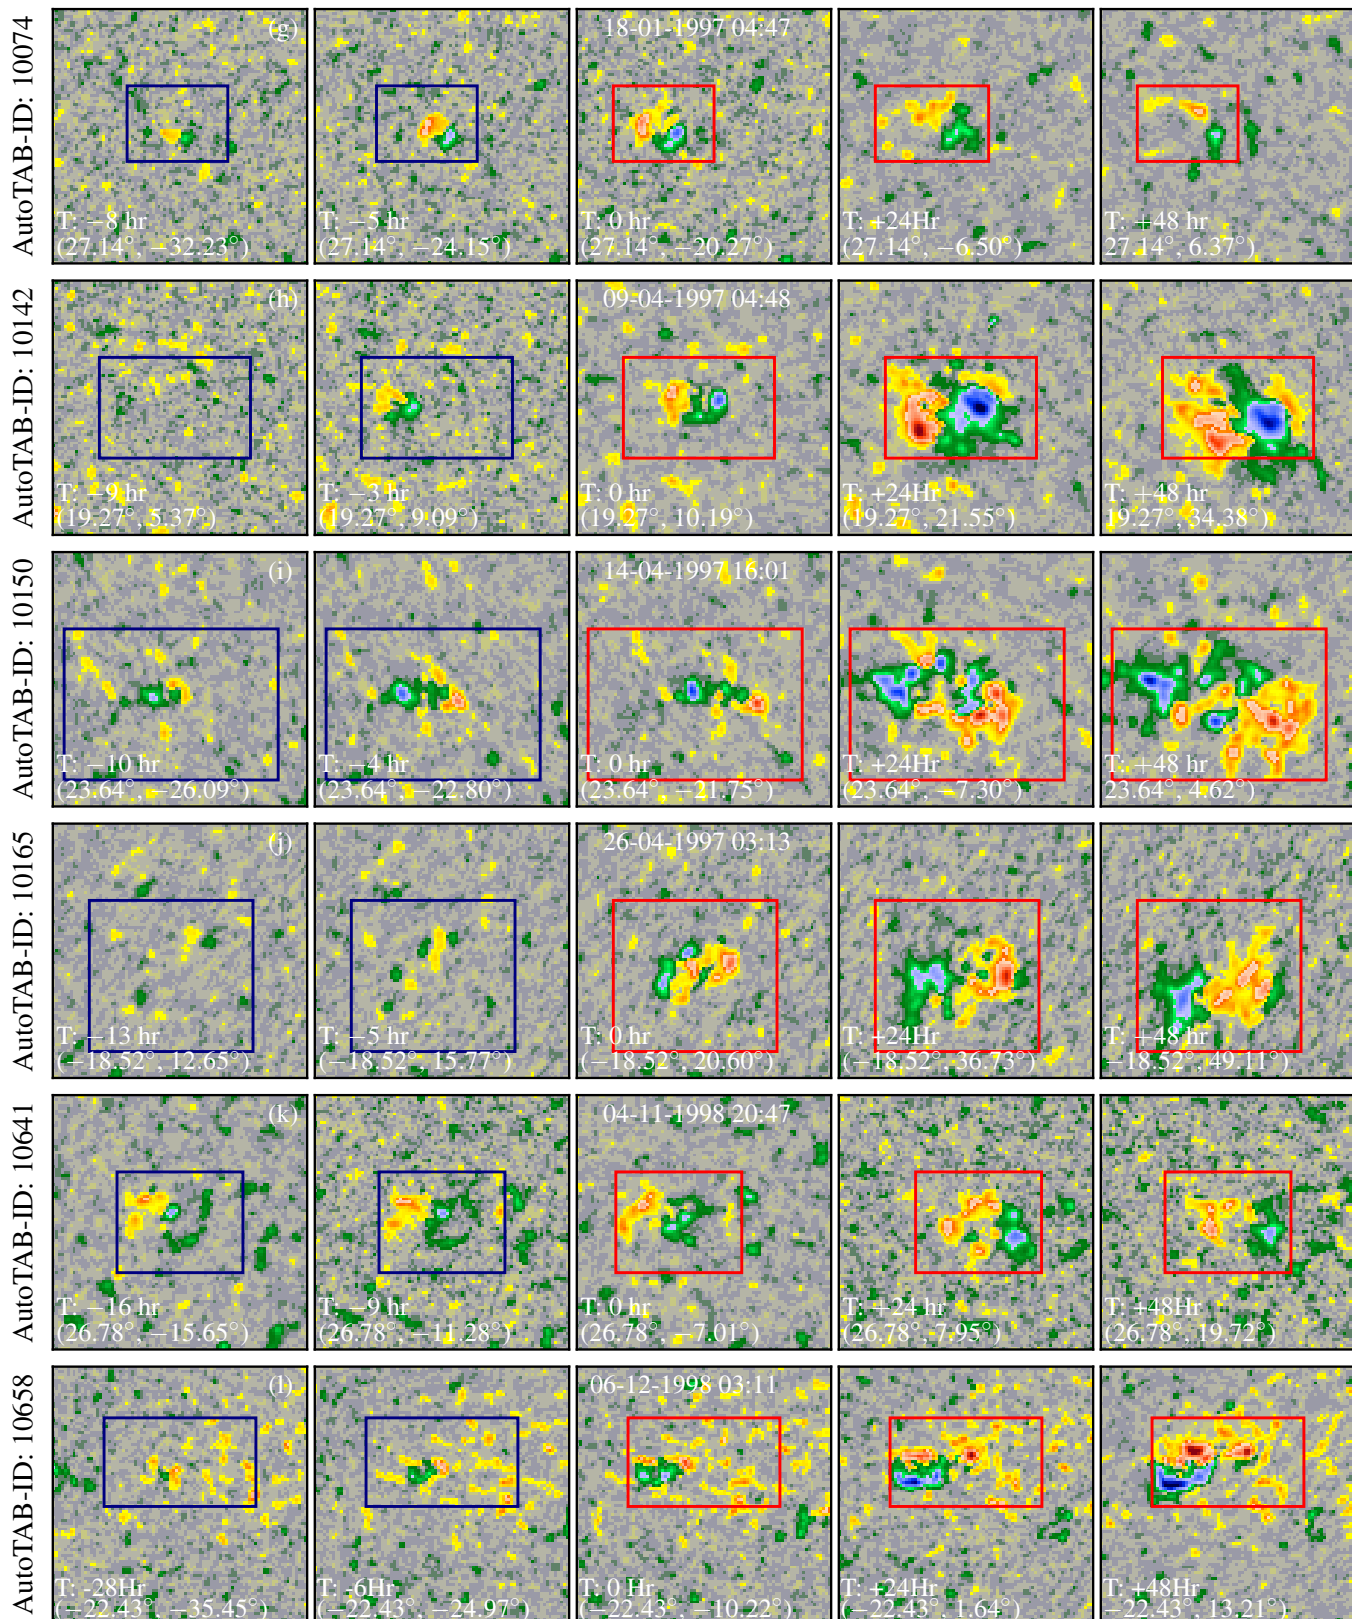 AutoTAB-ID: 10074
(g)
18-01-1997 04:47
T: −8 hr
(27.14°, −32.23°)
T: −5 hr
(27.14°, −24.15°)
T: 0 hr
(27.14°, −20.27°)
T: +24Hr
(27.14°, −6.50°)
T: +48 hr
27.14°, 6.37°)
AutoTAB-ID: 10142
(h)
09-04-1997 04:48
T: −9 hr
(19.27°, 5.37°)
T: −3 hr
(19.27°, 9.09°)
T: 0 hr
(19.27°, 10.19°)
T: +24Hr
(19.27°, 21.55°)
T: +48 hr
19.27°, 34.38°)
AutoTAB-ID: 10150
(i)
14-04-1997 16:01
T: −10 hr
(23.64°, −26.09°)
T: −4 hr
(23.64°, −22.80°)
T: 0 hr
(23.64°, −21.75°)
T: +24Hr
(23.64°, −7.30°)
T: +48 hr
23.64°, 4.62°)
AutoTAB-ID: 10165
(j)
26-04-1997 03:13
T: −13 hr
(−18.52°, 12.65°)
T: −5 hr
(−18.52°, 15.77°)
T: 0 hr
(−18.52°, 20.60°)
T: +24Hr
(−18.52°, 36.73°)
T: +48 hr
−18.52°, 49.11°)
AutoTAB-ID: 10641
(k)
04-11-1998 20:47
T: −16 hr
(26.78°, −15.65°)
T: −9 hr
(26.78°, −11.28°)
T: 0 hr
(26.78°, −7.01°)
T: +24 hr
(26.78°, 7.95°)
T: +48Hr
26.78°, 19.72°)
AutoTAB-ID: 10658
(l)
06-12-1998 03:11
T: -28Hr
(−22.43°, −35.45°)
T: -6Hr
(−22.43°, −24.97°)
T: 0 Hr
(−22.43°, −10.22°)
T: +24Hr
(−22.43°, 1.64°)
T: +48Hr
−22.43°, 13.21°)